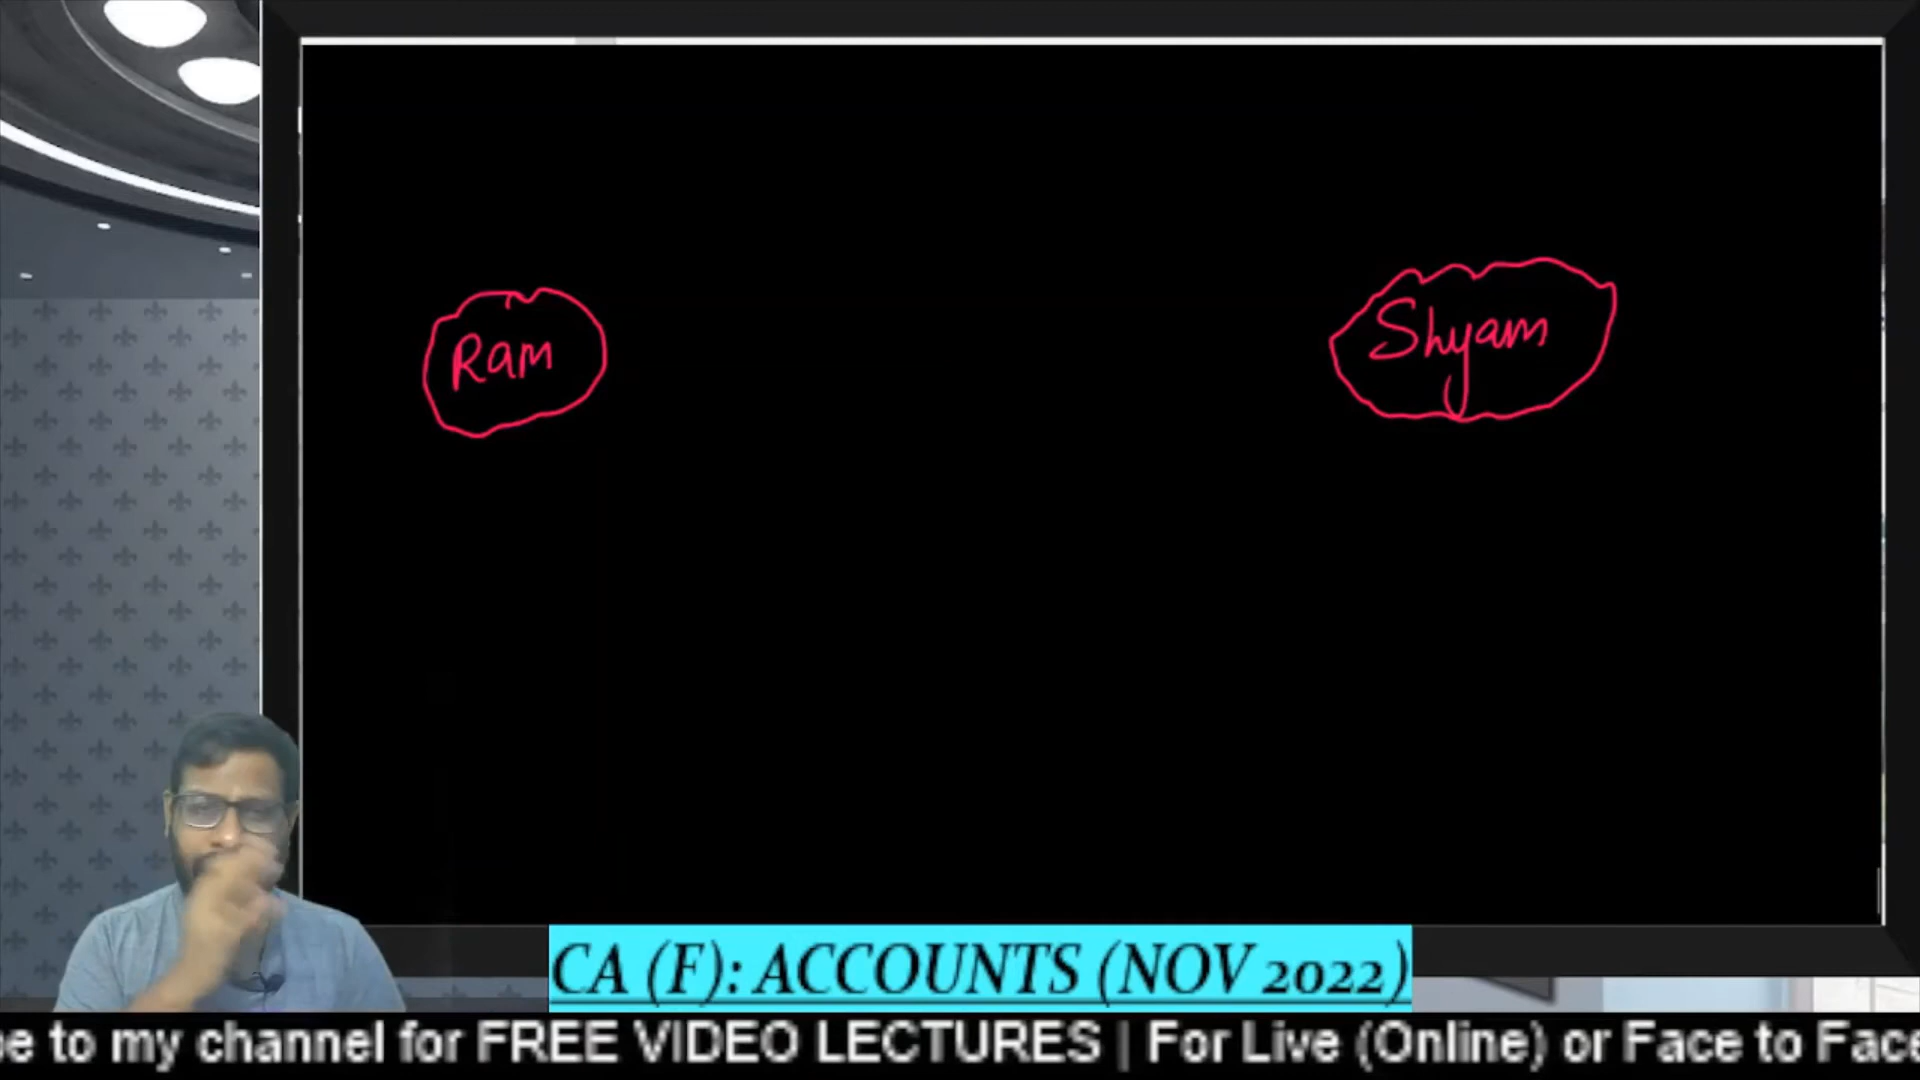 Ram
Shyam
CA (F): ACCOUNTS (NOV 2022)
to my channel for FREE VIDEO LECTURES | For Live (Online) or Face to Face